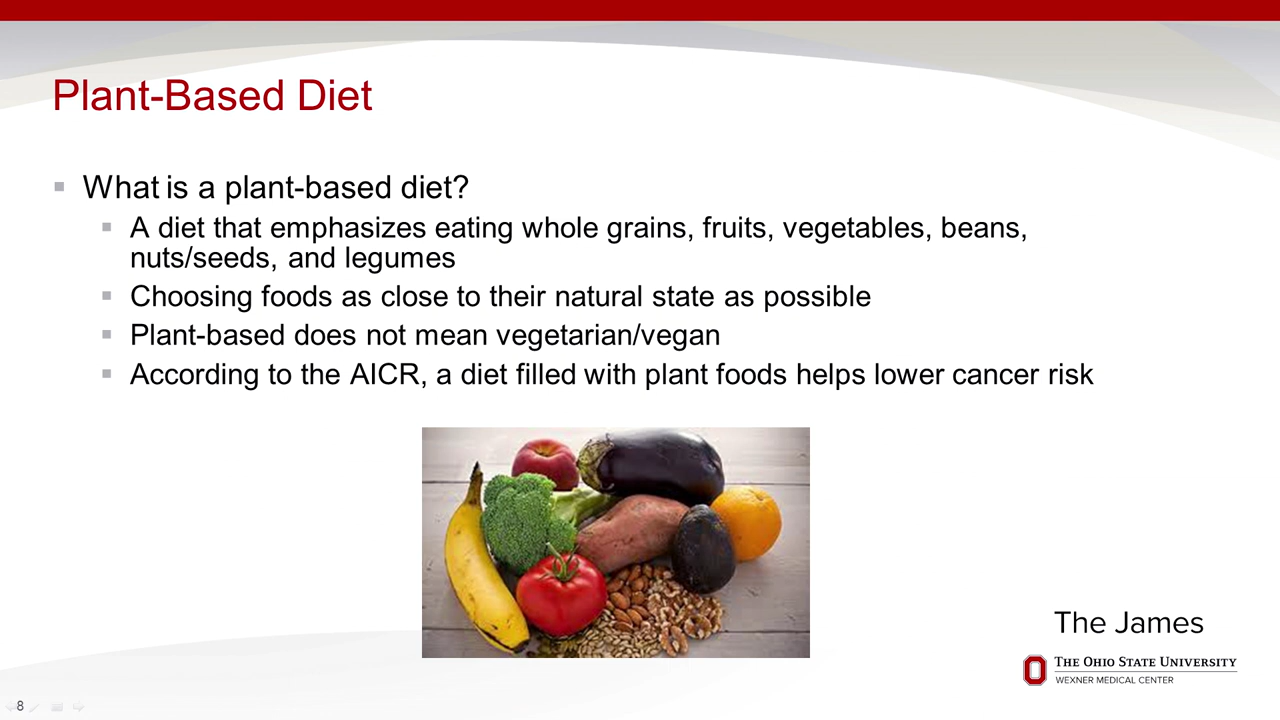 Plant-Based Diet
What is a plant-based diet?
A diet that emphasizes eating whole grains, fruits, vegetables, beans,
nuts/seeds, and legumes
Choosing foods as close to their natural state as possible
Plant-based does not mean vegetarian/vegan
According to the AICR, a diet filled with plant foods helps lower cancer risk
The James
THE OHIO STATE UNIVERSITY
WEXNER MEDICAL CENTER
8